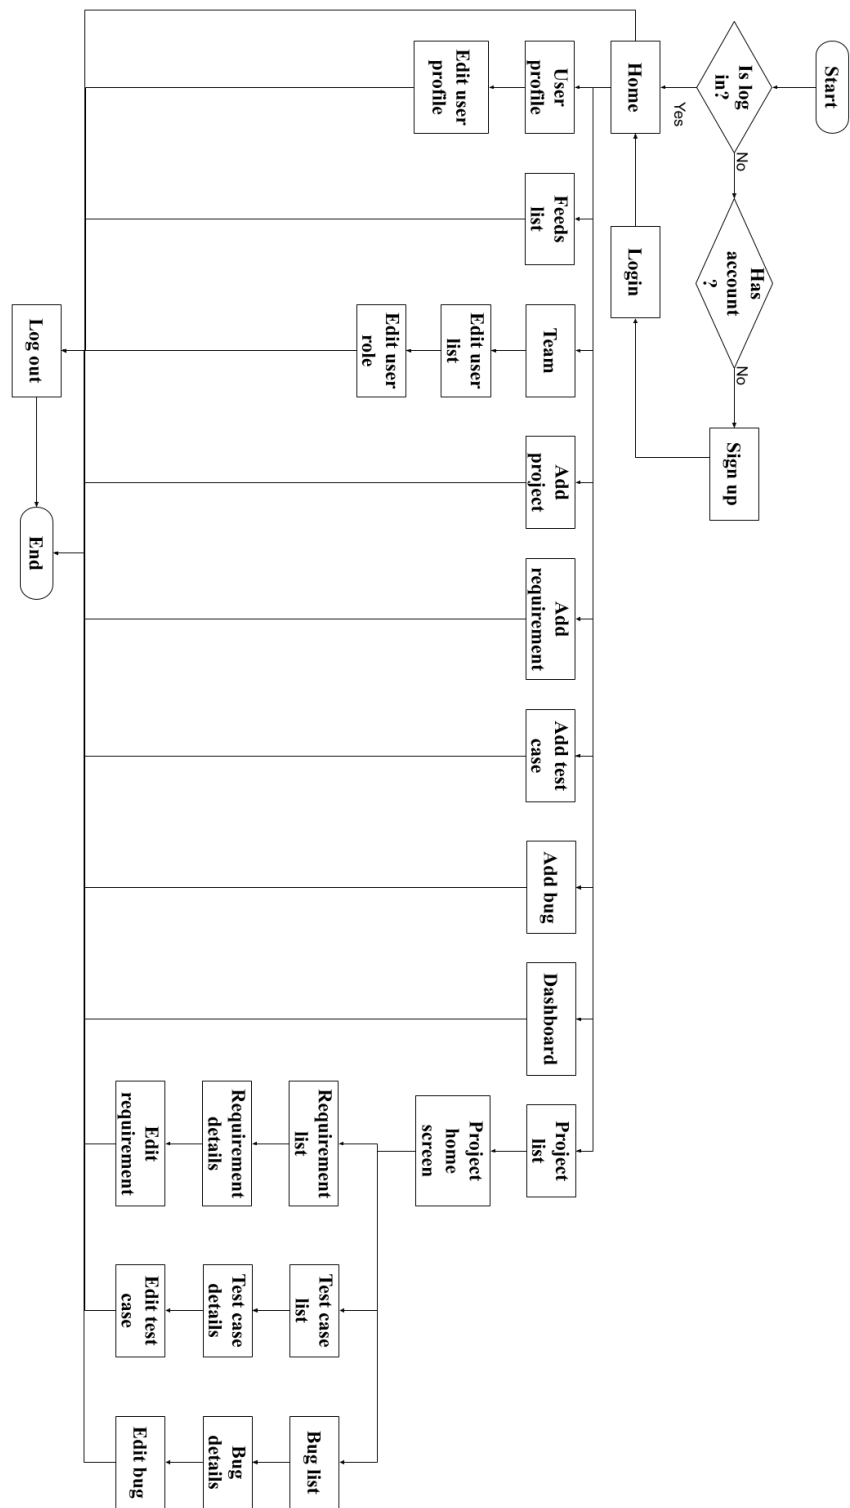 Start
Is log
in?
No
Has
account
?
No
Sign up
Yes
Home
Login
User
profile
Feeds
list
Team
Add
project
Add
requirement
Add test
case
Add bug
Dashboard
Project
list
Edit user
profile
Edit user
list
Project
home
screen
Edit user
role
Requirement
list
Test case
list
Bug list
Requirement
details
Test case
details
Bug
details
Edit
requirement
Edit test
case
Edit bug
Log out
End